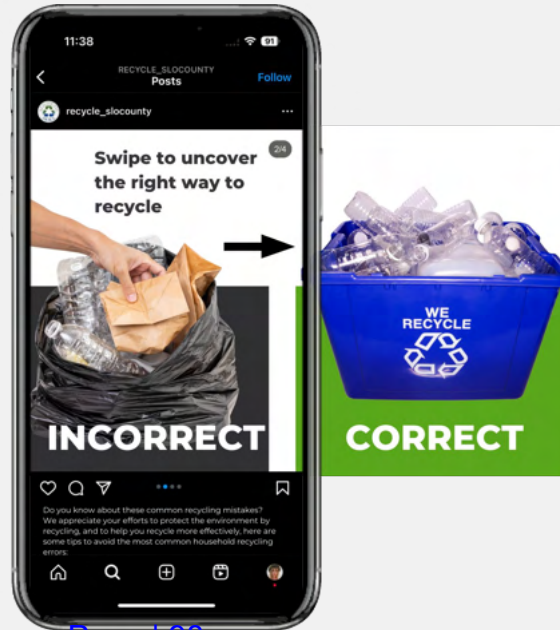 11:38
91
RECYCLE_SLOCOUNTY
Posts
Follow
recycle_slocounty
2/4
Swipe to uncover
the right way to
recycle
INCORRECT
WE
RECYCLE
CORRECT
Do you know about these common recycling mistakes?
We appreciate your efforts to protect the environment by
recycling, and to help you recycle more effectively, here are
some tips to avoid the most common household recycling
errors: